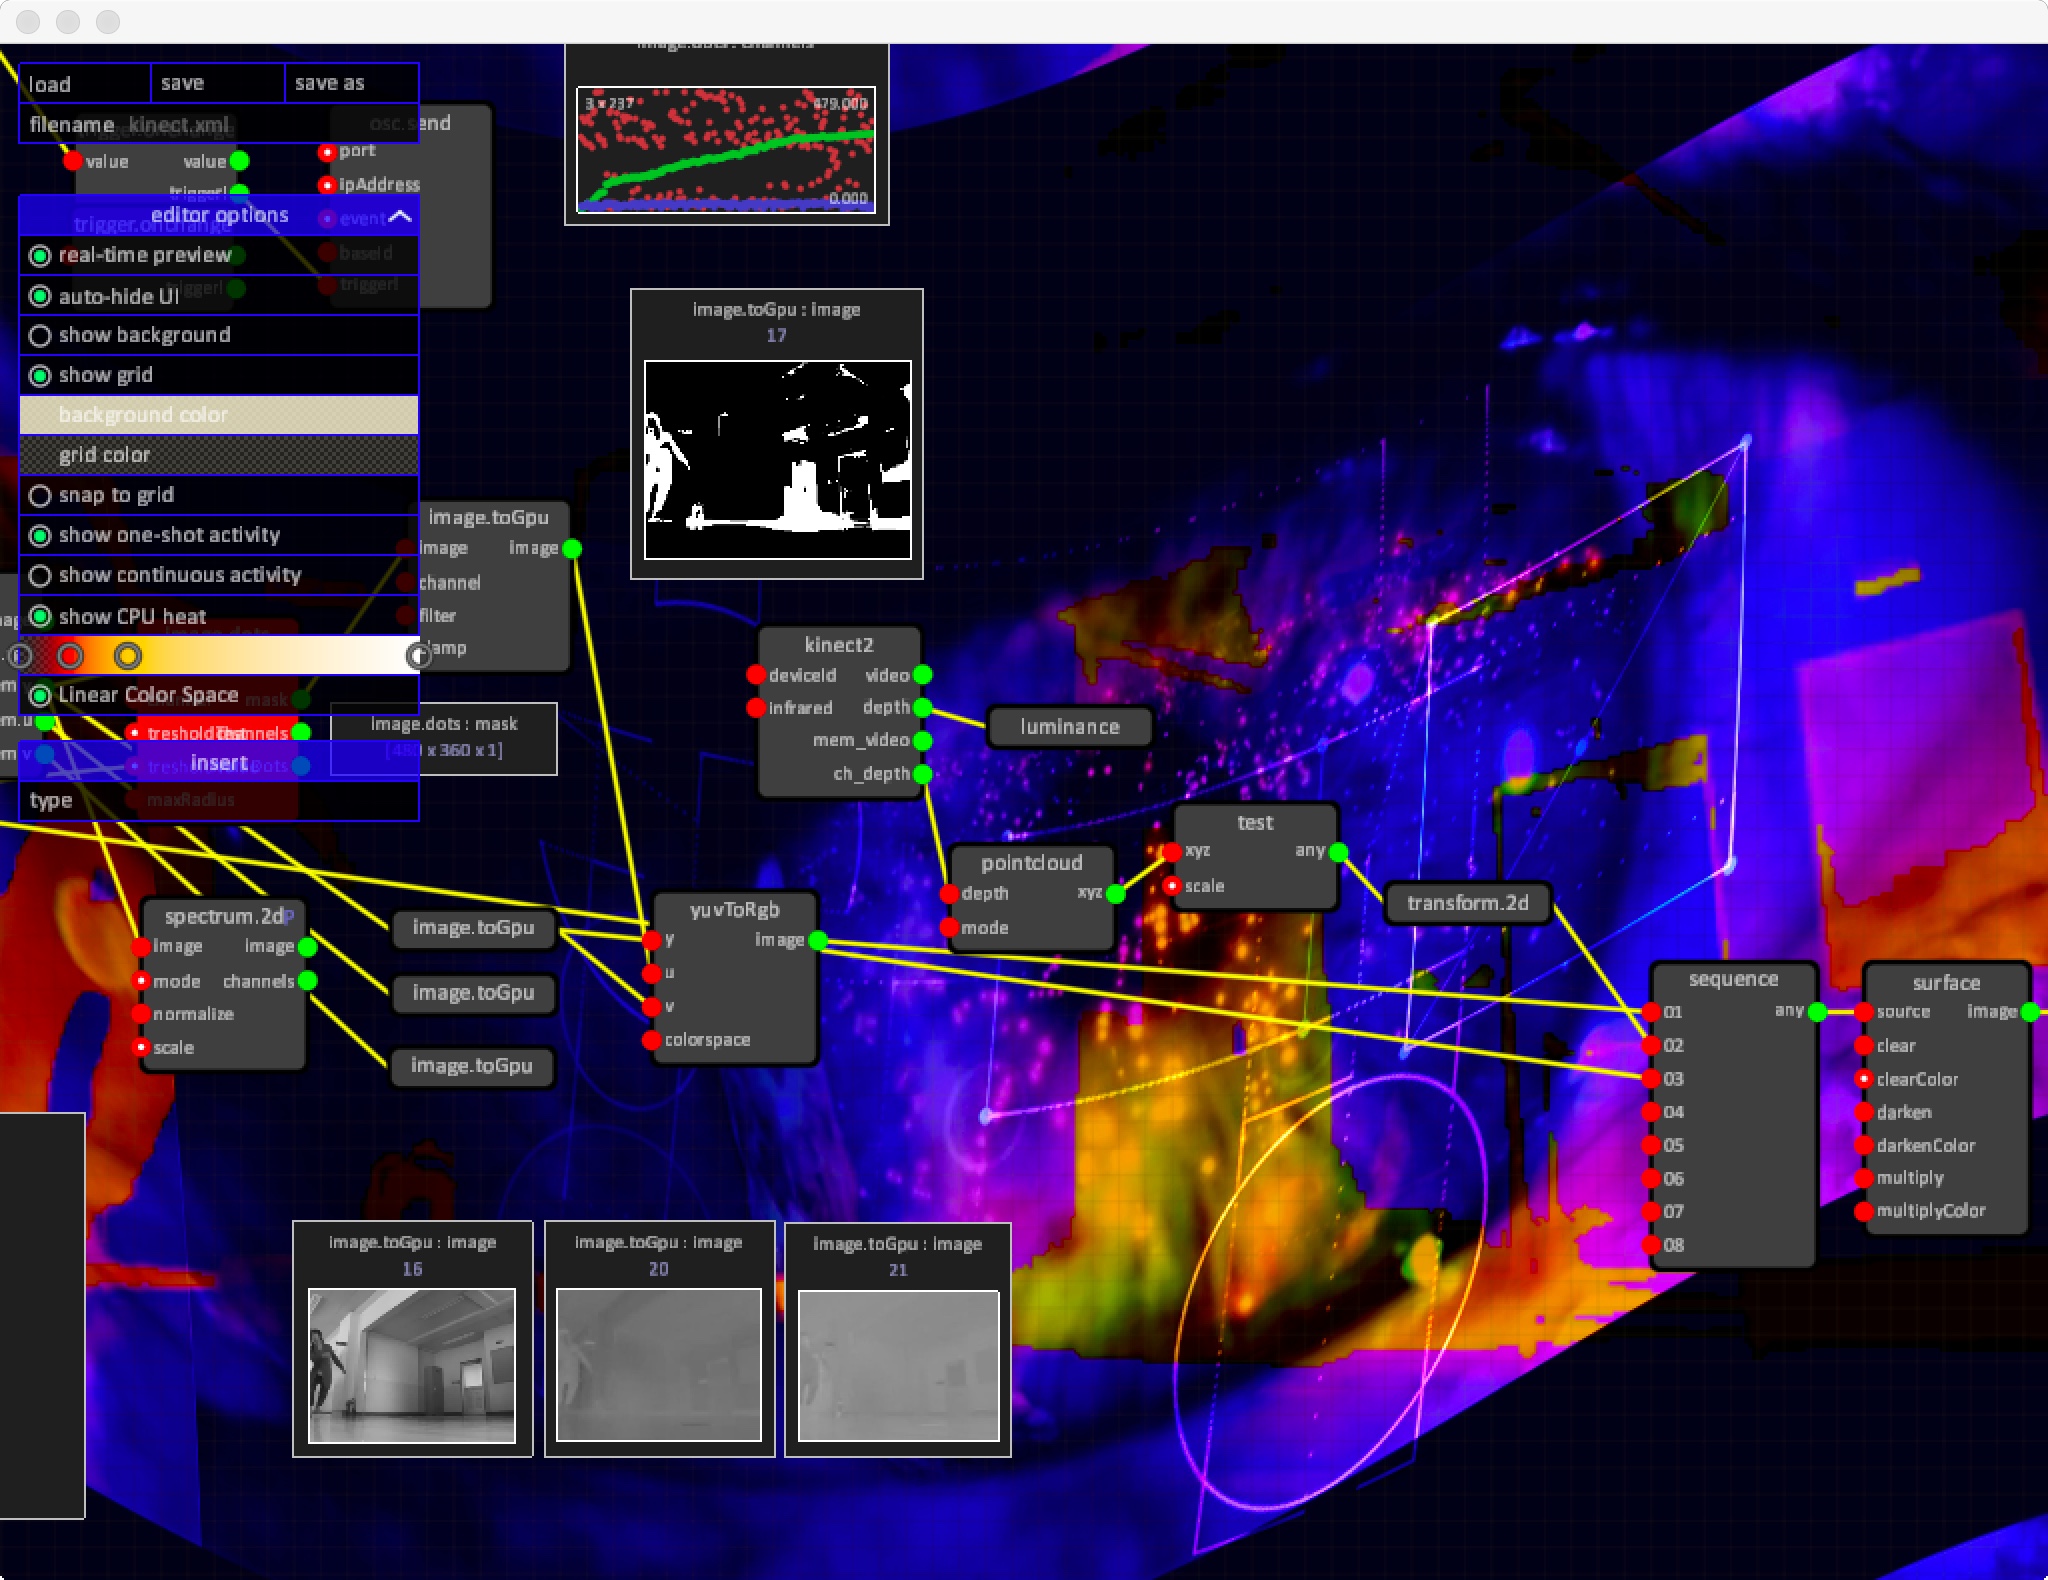 load
save
save as
filename kinect.xml
value value
trigger!
osc.send
port
ipAddress
event
baseId
trigger!
editor options
trigger.onchange
real-time preview
auto-hide UI
trigger!
show background
show grid
background color
grid color
snap to grid
show one-shot activity
show continuous activity
show CPU heat
Linear Color Space
mask
channels
insert
type
maxRadius
3 x 237
479.000
0.000
image.toGpu : image
17
image.toGpu
image image
channel
filter
image.dots : mask
[480 x 360 x 1]
kinect2
deviceId video
infrared depth
mem_video
ch_depth
luminance
pointcloud
depth xyz
mode
test
xyz any
scale
transform.2d
spectrum.2d
image image
mode channels
normalize
scale
image.toGpu
image.toGpu
image.toGpu
yuvToRgb
y image
u
v
colorspace
sequence
01 any
02
03
04
05
06
07
08
surface
source image
clear
clearColor
darken
darkenColor
multiply
multiplyColor
image.toGpu : image
16
image.toGpu : image
20
image.toGpu : image
21